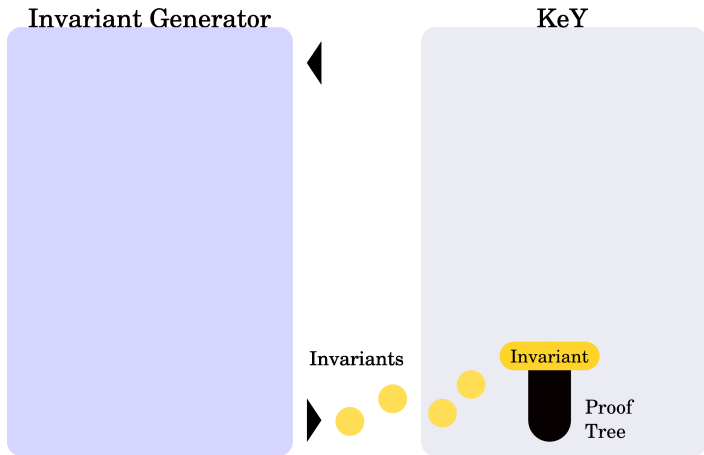 Invariant Generator
KeY
Invariants
Invariant
Proof
Tree